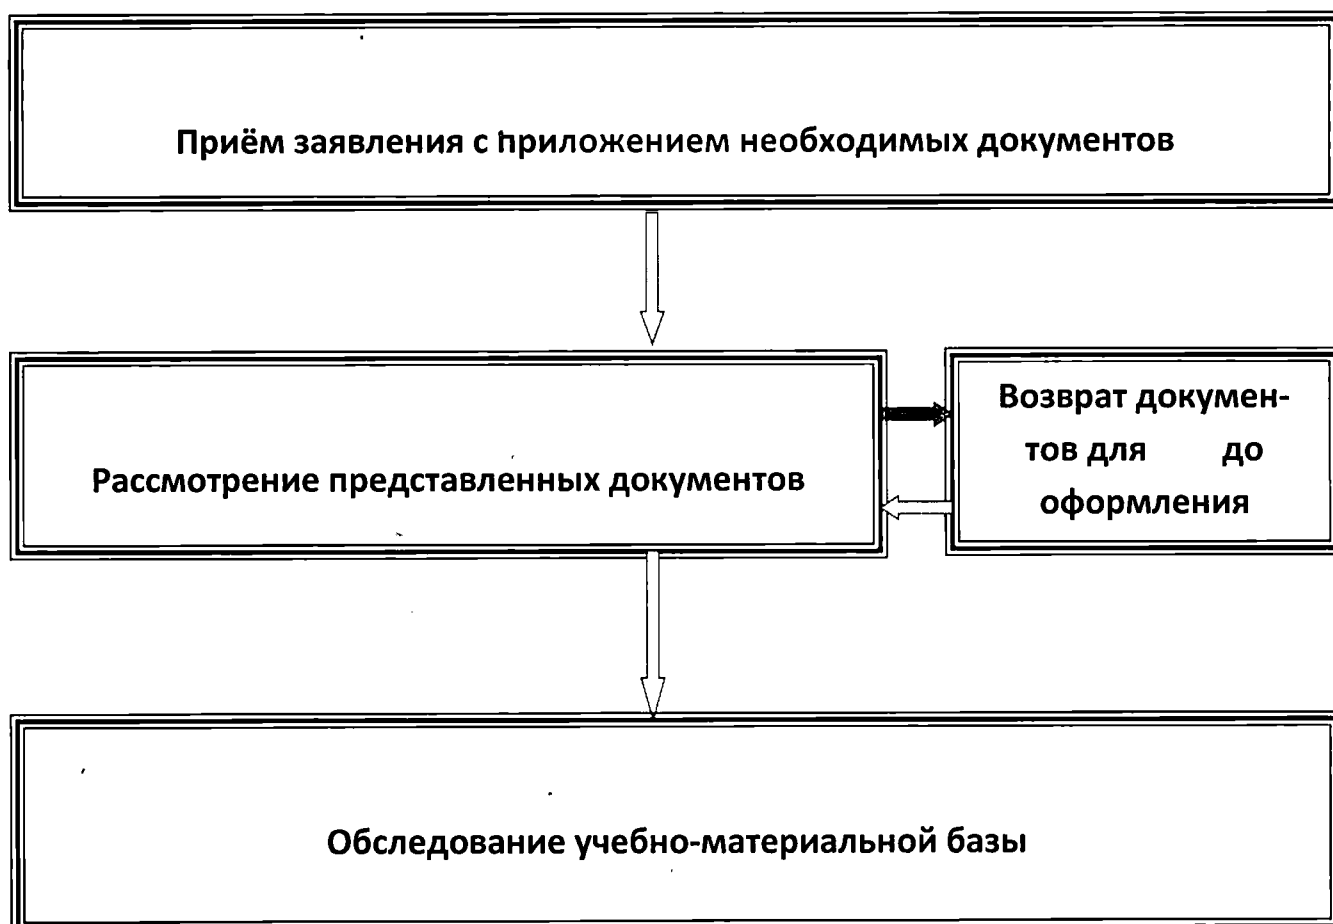 Приём заявления с приложением необходимых документов
Рассмотрение представленных документов
Возврат докумен-
тов для до
оформления
Обследование учебно-материальной базы